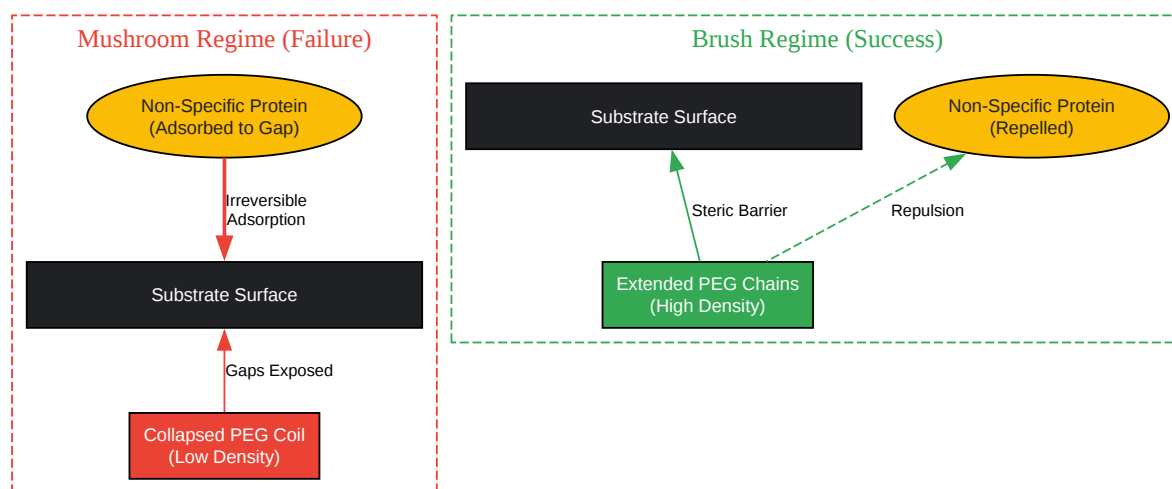 Mushroom Regime (Failure)
Non-Specific Protein
(Adsorbed to Gap)
Irreversible
Adsorption
Substrate Surface
Gaps Exposed
Collapsed PEG Coil
(Low Density)
Brush Regime (Success)
Substrate Surface
Non-Specific Protein
(Repelled)
Steric Barrier
Repulsion
Extended PEG Chains
(High Density)